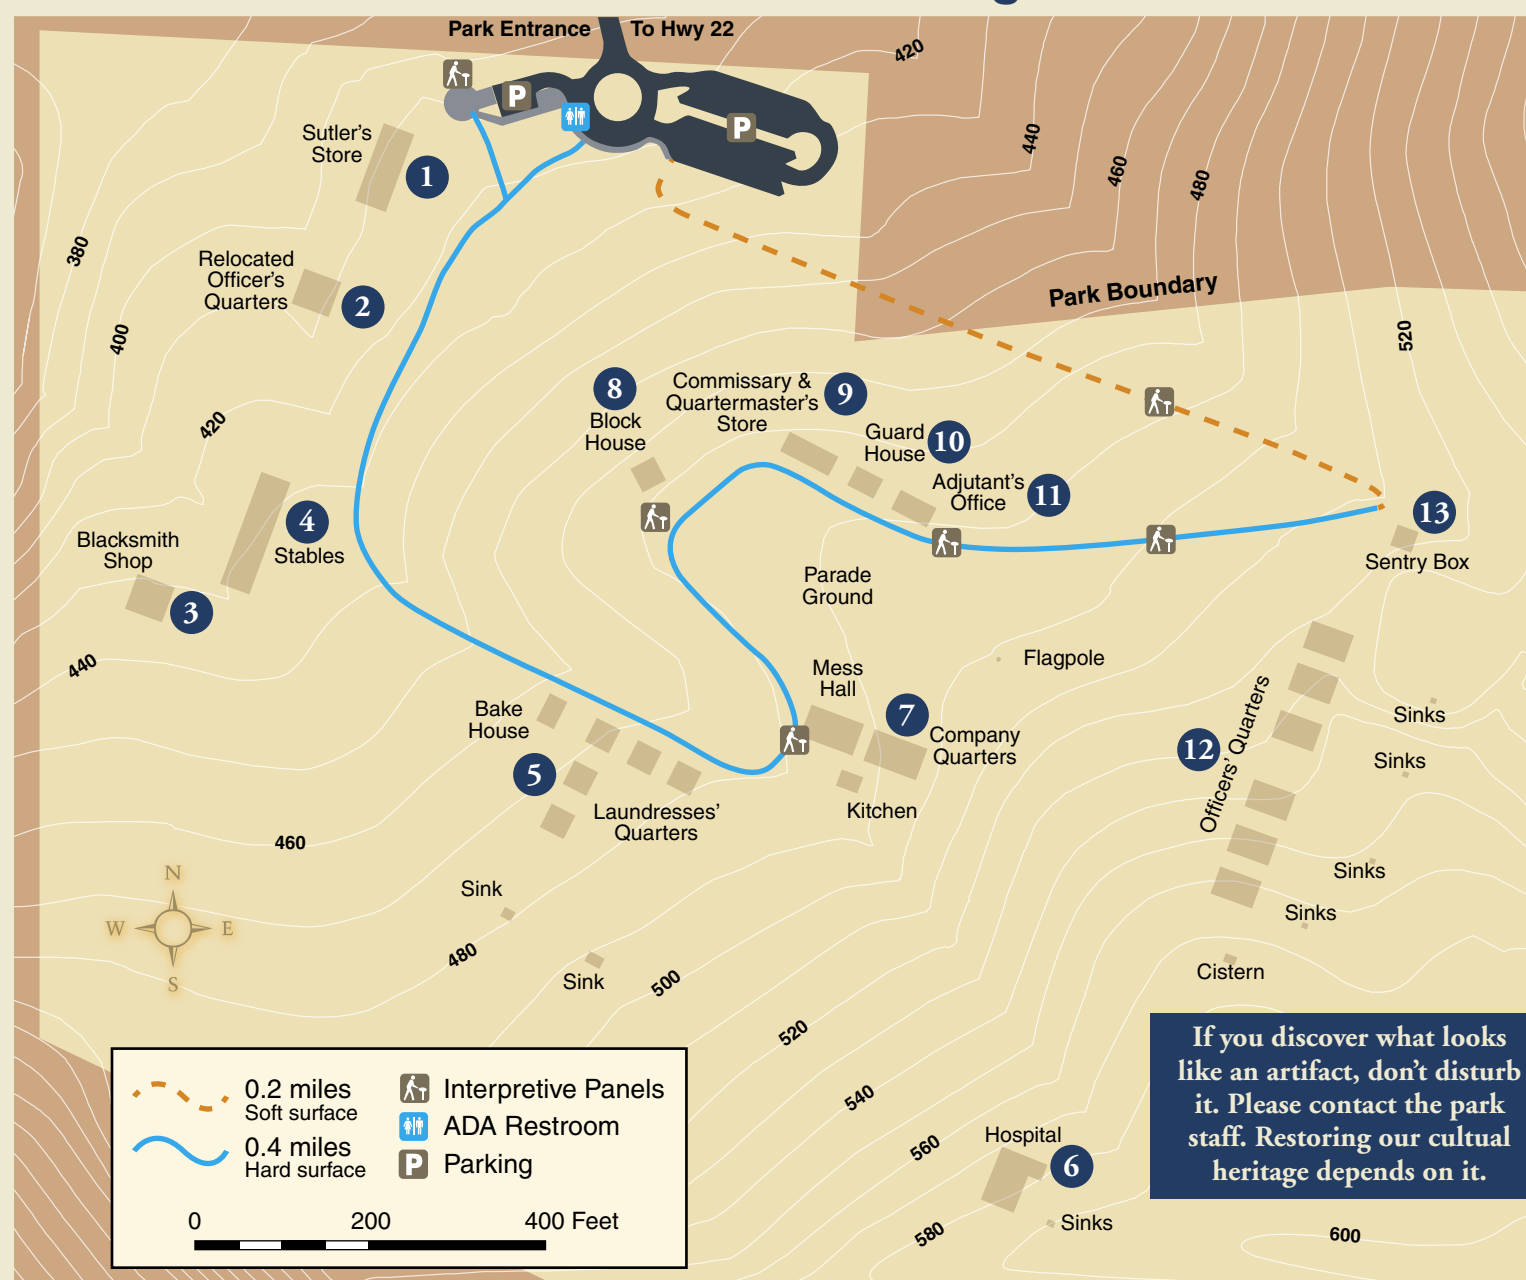 Park Entrance
To Hwy 22
420
P
P
Sutler’s
Store
1
440
460
480
380
Relocated
Officer’s
Quarters
2
Park Boundary
400
520
8
Block
House
Commissary &
Quartermaster’s
Store
9
420
Guard
House
10
Adjutant’s
Office
11
13
Sentry Box
Blacksmith
Shop
3
4
Stables
Parade
Ground
440
Flagpole
Mess
Hall
7
Company
Quarters
Kitchen
Bake
House
5
Laundresses’
Quarters
12
Officers’ Quarters
Sinks
Sinks
Sinks
Sinks
Cistern
460
N
W
E
S
Sink
480
Sink
500
520
540
560
580
600
Hospital
6
Sinks
If you discover what looks
like an artifact, don’t disturb
it. Please contact the park
staff. Restoring our cultual
heritage depends on it.
0.2 miles
Soft surface
0.4 miles
Hard surface
Interpretive Panels
ADA Restroom
P
Parking
0 200 400 Feet